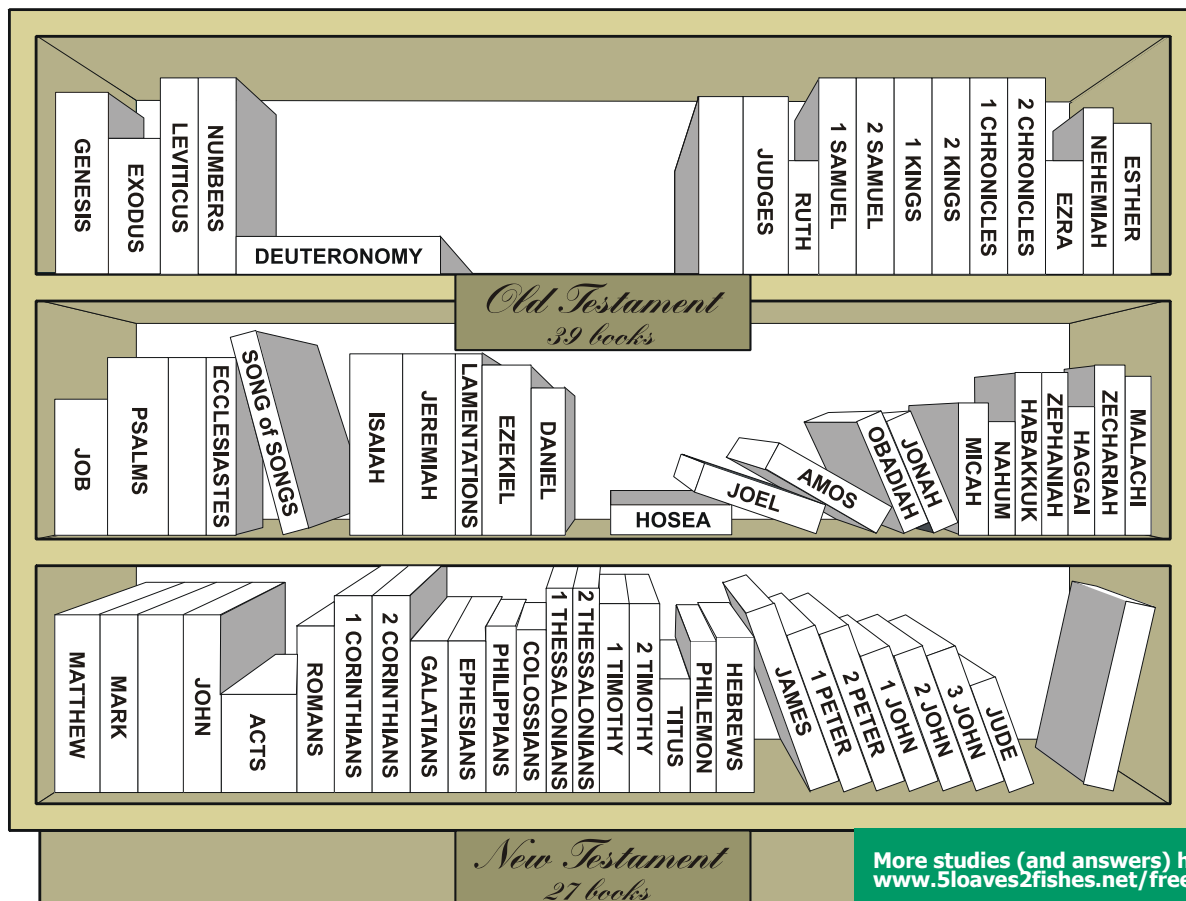 GENESIS
EXODUS
LEVITICUS
NUMBERS
DEUTERONOMY
JUDGES
RUTH
1 SAMUEL
2 SAMUEL
1 KINGS
2 KINGS
1 CHRONICLES
2 CHRONICLES
EZRA
NEHEMIAH
ESTHER
Old Testament
39 books
JOB
PSALMS
ECCLESIASTES
SONG of SONGS
ISAIAH
JEREMIAH
LAMENTATIONS
EZEKIEL
DANIEL
HOSEA
JOEL
AMOS
OBADIAH
JONAH
MICAH
NAHUM
HABAKKUK
ZEPHANIAH
HAGGAI
ZECHARIAH
MALACHI
MATTHEW
MARK
JOHN
ACTS
ROMANS
1 CORINTHIANS
2 CORINTHIANS
GALATIANS
EPHESIANS
PHILIPPIANS
COLOSSIANS
1 THESSALONIANS
2 THESSALONIANS
1 TIMOTHY
2 TIMOTHY
TITUS
PHILEMON
HEBREWS
JAMES
1 PETER
2 PETER
1 JOHN
2 JOHN
3 JOHN
JUDE
New Testament
27 books
More studies (and answers) h
www.5loaves2fishes.net/free